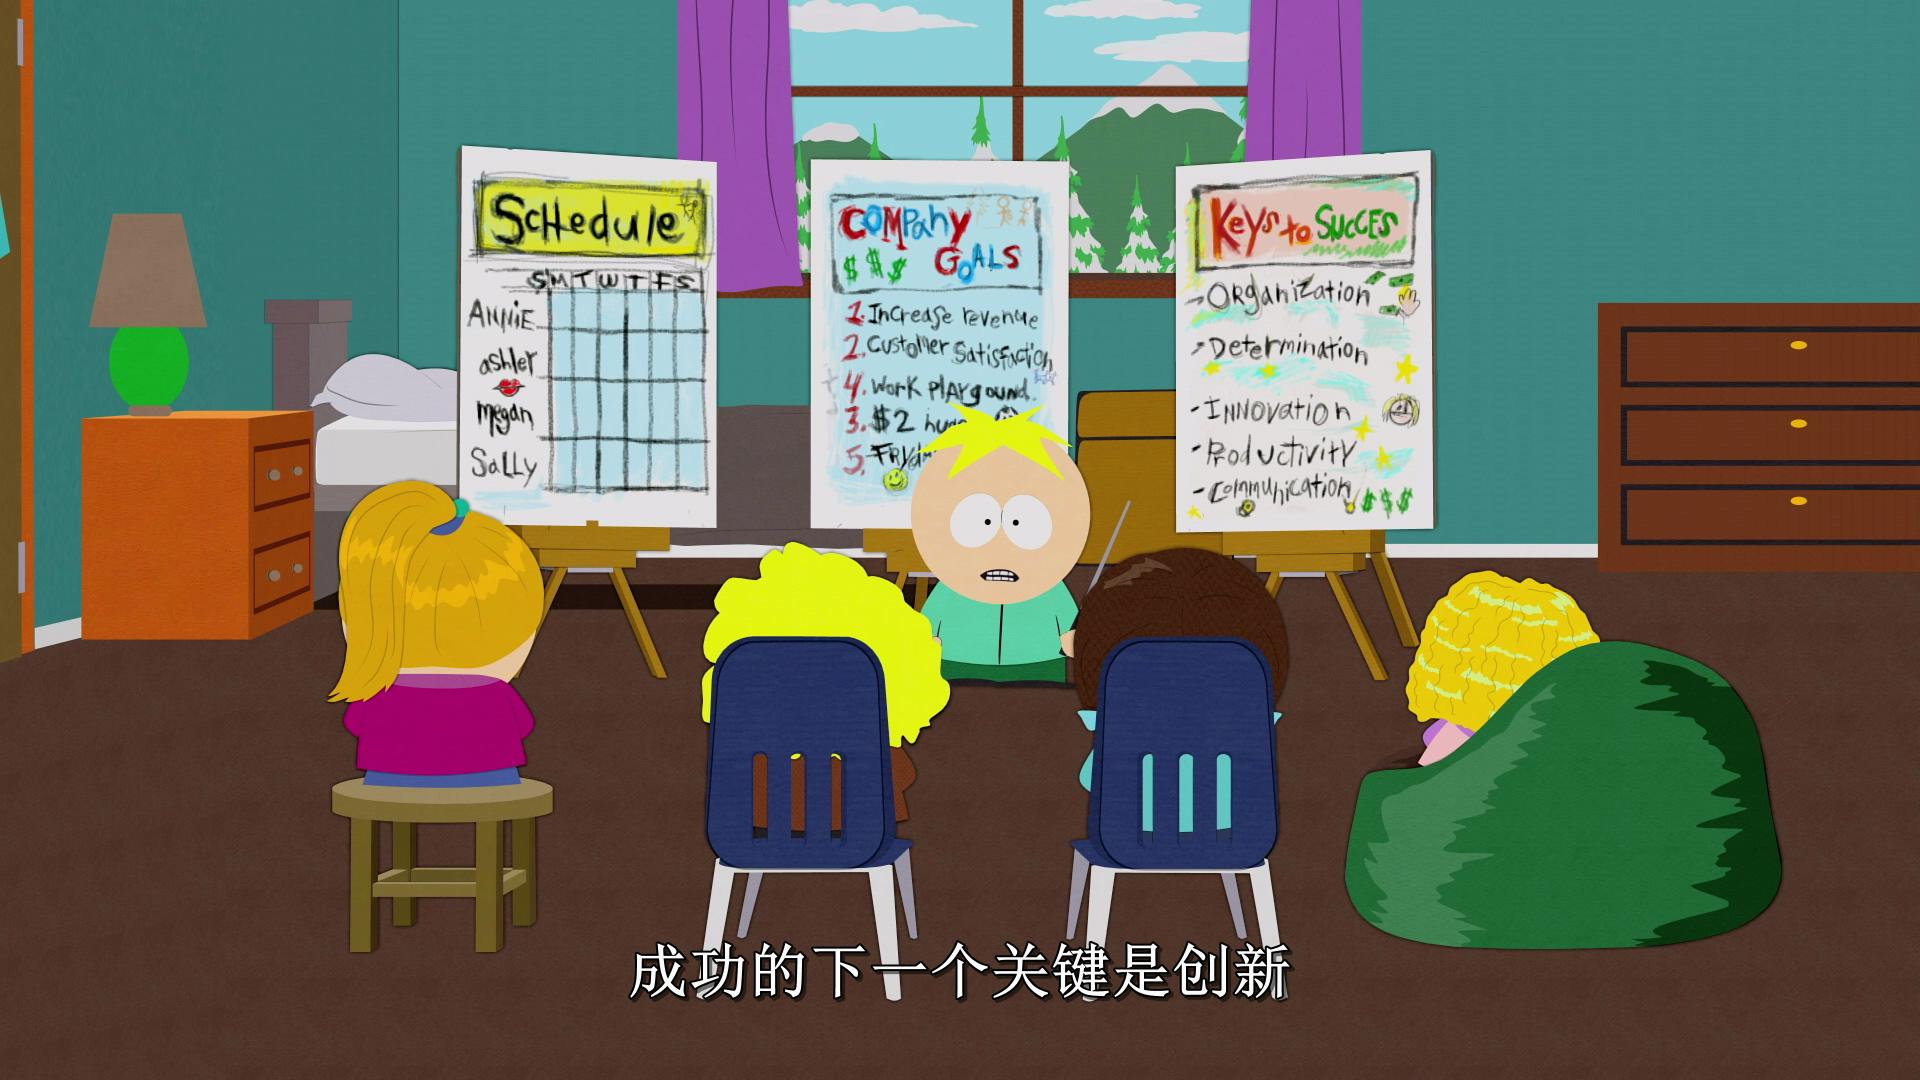 Schedule
S M T W T F S
ANNiE
ashley
megan
SaLLy
COMPany
GOALS
$ $ $
1. Increase revenue
2. Customer Satisfaction
4. Work PlAyground
3. $2
5.
Keys to SUCCES
- ORganiZation
- Determination
- INNOVation
- Productivity
- Communication
$ $ $
成功的下一个关键是创新